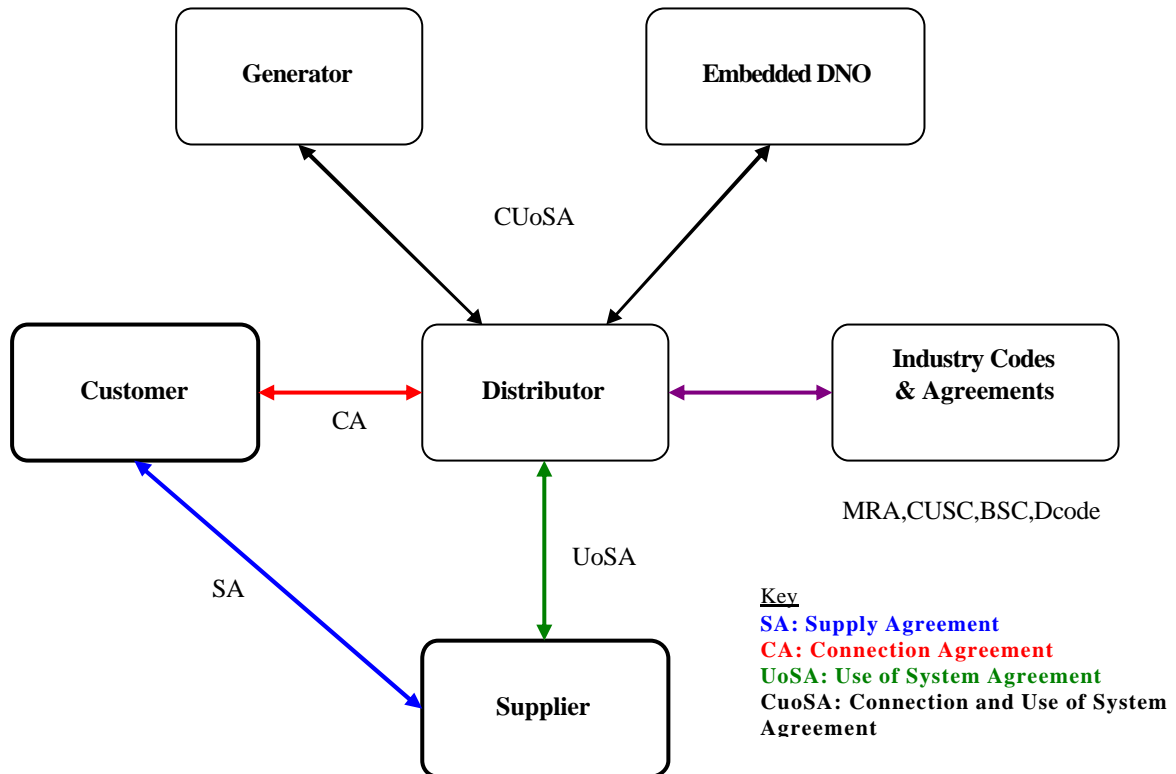 Generator
Embedded DNO
CUoSA
Customer
Distributor
Industry Codes
& Agreements
CA
MRA,CUSC,BSC,Dcode
UoSA
SA
Key
SA: Supply Agreement
CA: Connection Agreement
UoSA: Use of System Agreement
CuoSA: Connection and Use of System
Agreement
Supplier